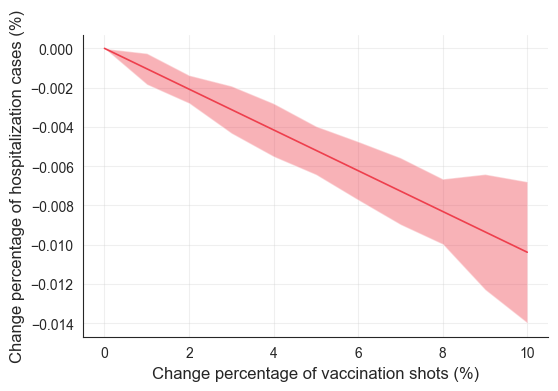 Change percentage of hospitalization cases (%)
0.000
−0.002
−0.004
−0.006
−0.008
−0.010
−0.012
−0.014
0 2 4 6 8 10
Change percentage of vaccination shots (%)